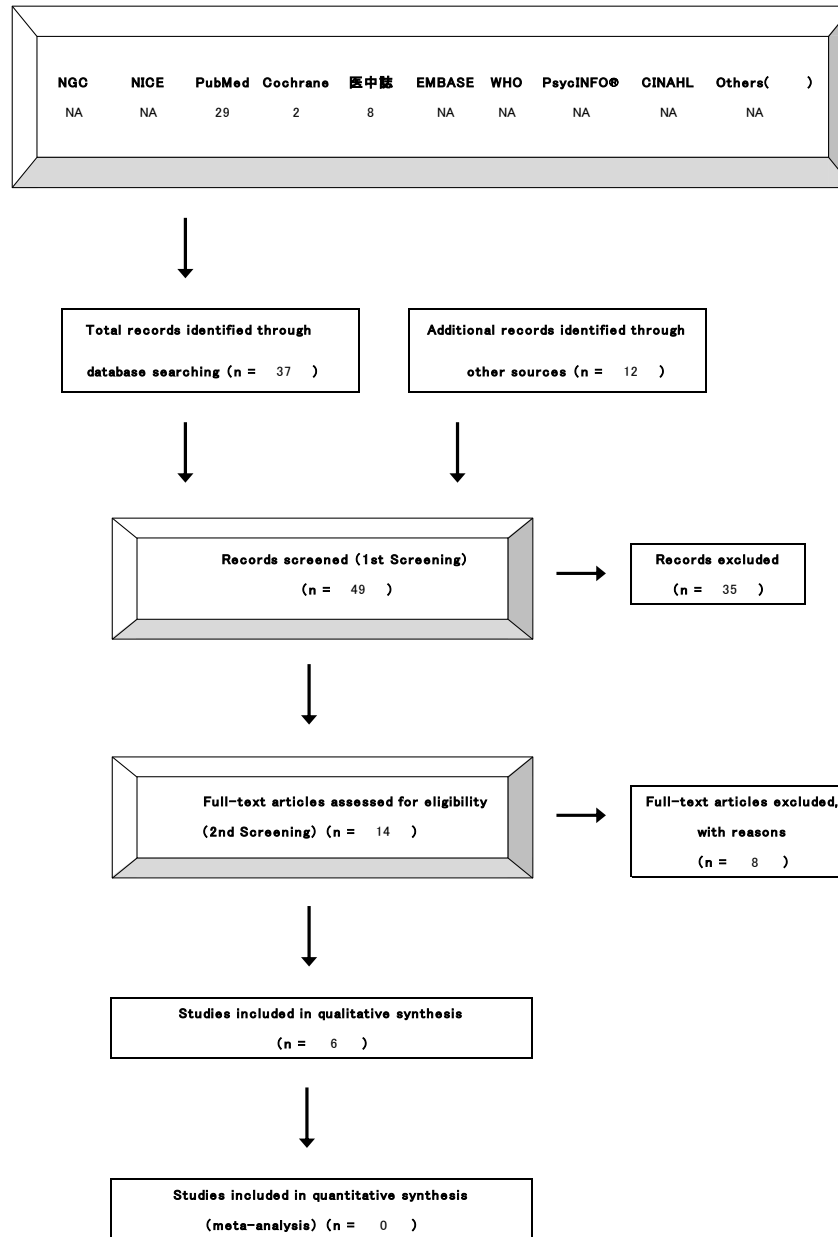 NGC NICE PubMed Cochrane 医中誌 EMBASE WHO PsycINFO® CINAHL Others( )
NA NA 29 2 8 NA NA NA NA NA
Total records identified through
database searching (n = 37 )
Additional records identified through
other sources (n = 12 )
Records screened (1st Screening)
(n = 49 )
Records excluded
(n = 35 )
Full-text articles assessed for eligibility
(2nd Screening) (n = 14 )
Full-text articles excluded,
with reasons
(n = 8 )
Studies included in qualitative synthesis
(n = 6 )
Studies included in quantitative synthesis
(meta-analysis) (n = 0 )